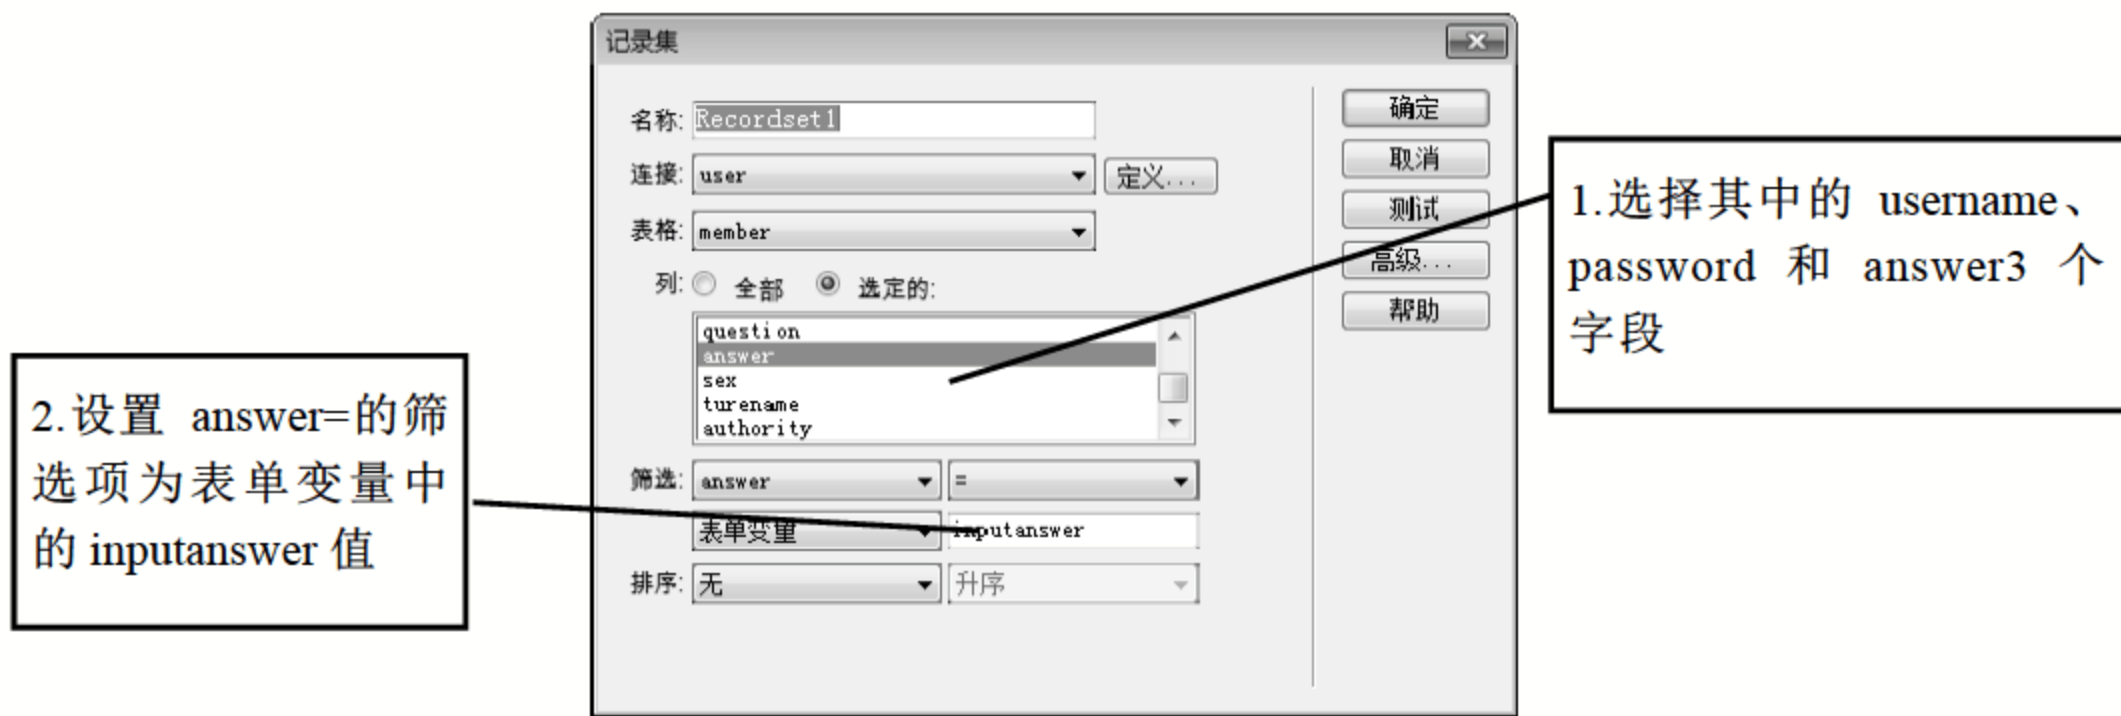 记录集
名称: Recordset1
连接: user 定义...
表格: member
列: 全部 选定的:
question
answer
sex
turename
authority
筛选: answer =
表单变量 inputanswer
排序: 无 升序
确定
取消
测试
高级...
帮助
1.选择其中的 username、
password 和 answer3 个
字段
2.设置 answer=的筛
选项为表单变量中
的 inputanswer 值